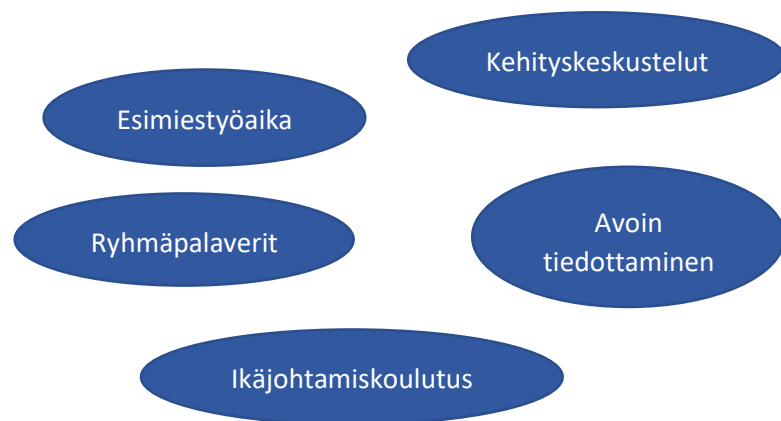 Kehityskeskustelut
Esimiestyöaika
Ryhmäpalaverit
Avoin
tiedottaminen
Ikäjohtamiskoulutus